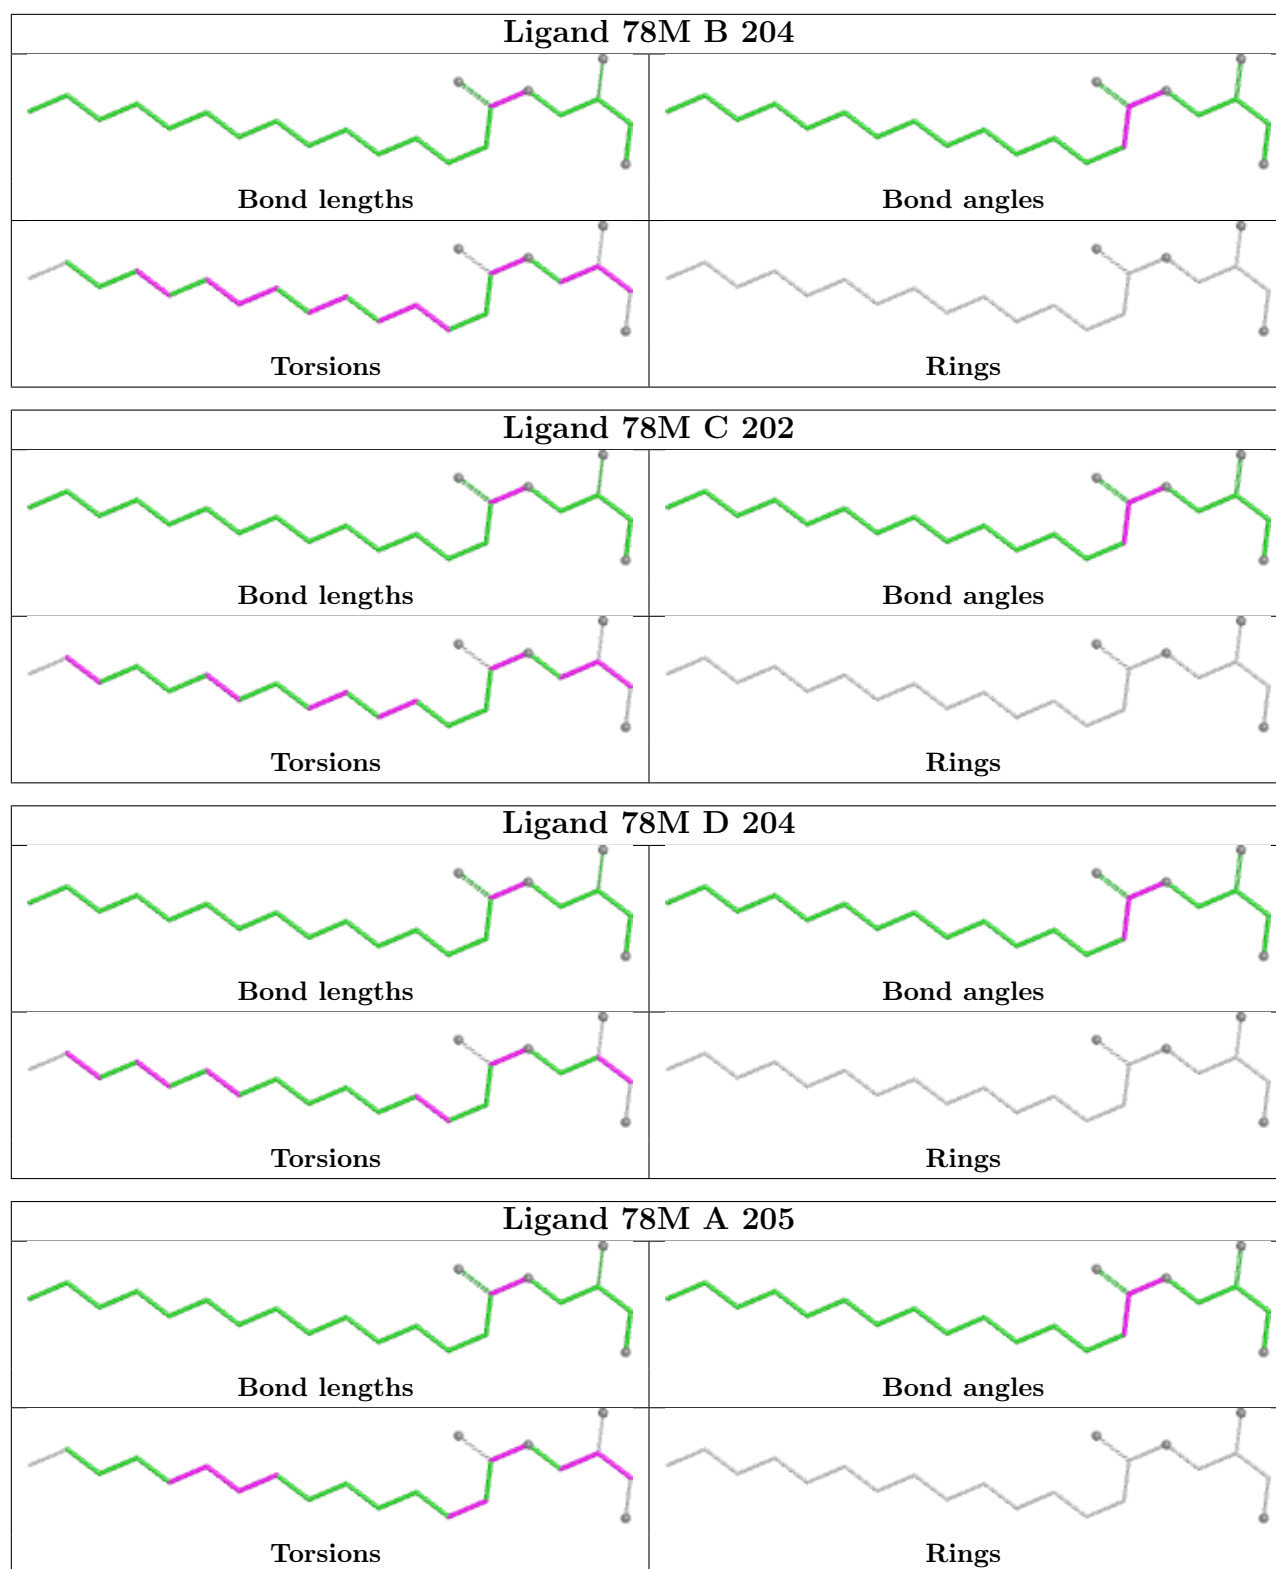 Ligand 78M B 204
Bond lengths
Bond angles
Torsions
Rings
Ligand 78M C 202
Bond lengths
Bond angles
Torsions
Rings
Ligand 78M D 204
Bond lengths
Bond angles
Torsions
Rings
Ligand 78M A 205
Bond lengths
Bond angles
Torsions
Rings